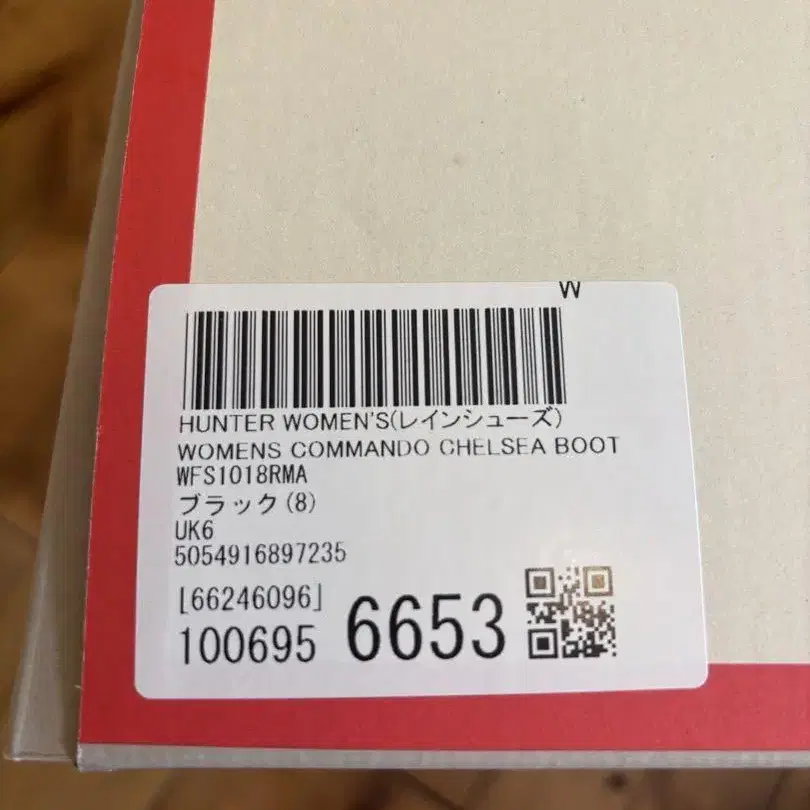 W
HUNTER WOMEN'S(レインシューズ)
WOMENS COMMANDO CHELSEA BOOT
WFS1018RMA
ブラック(8)
UK6
5054916897235
[66246096]
100695 6653